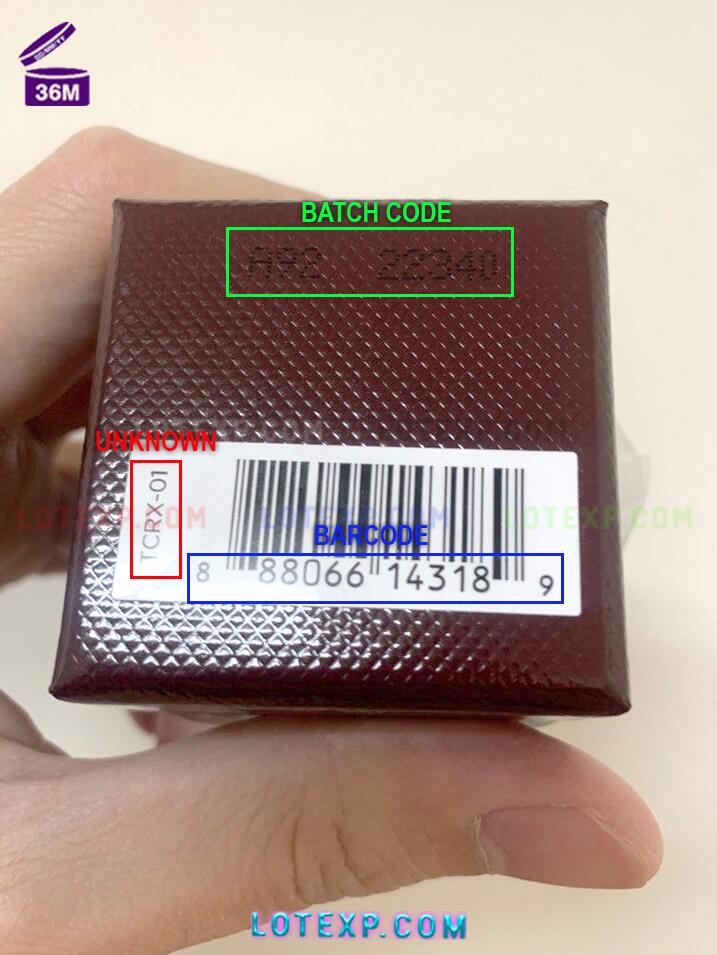 36M
BATCH CODE
A92 22340
UNKNOWN
TCRX-01
LOTEXP.COM LOTEXP.COM LOTEXP.COM
BARCODE
8 88066 14318 9
LOTEXP.COM